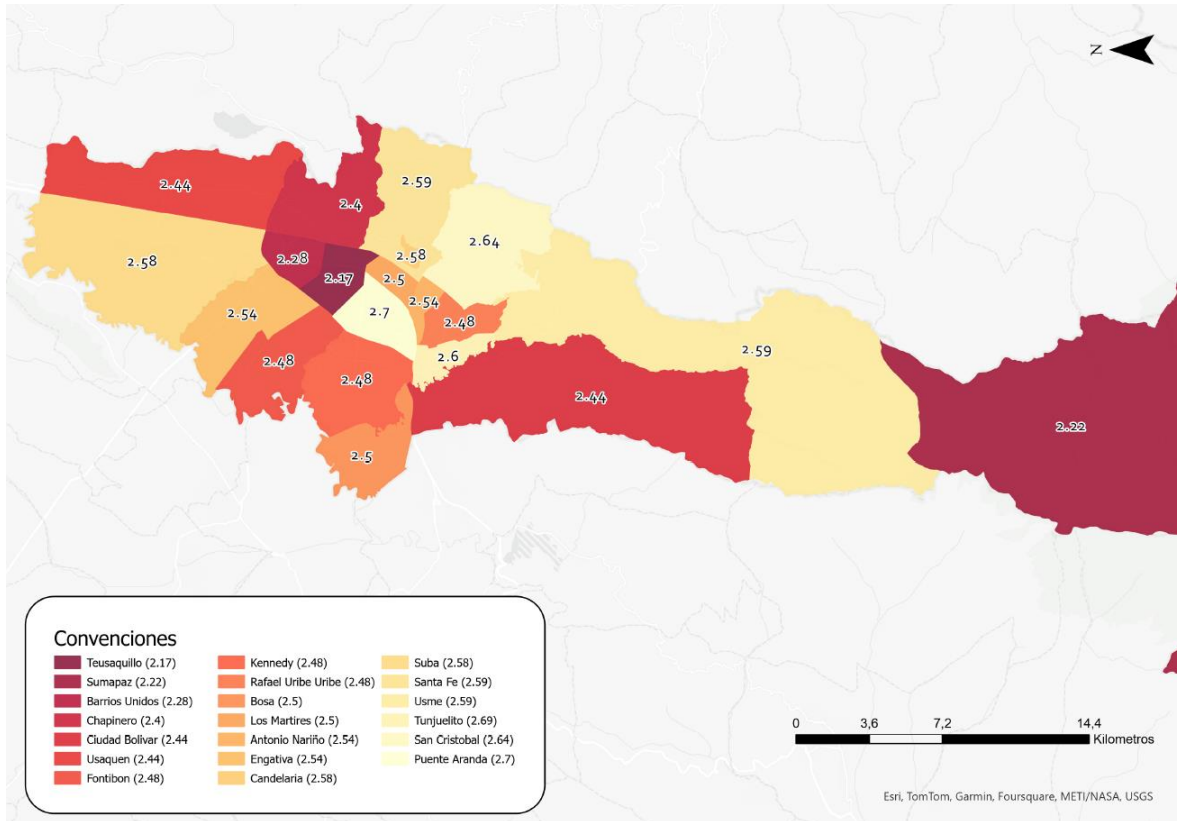 N
2.44
2.4
2.59
2.64
2.58
2.28
2.17
2.58
2.5
2.54
2.54
2.7
2.48
2.48
2.48
2.6
2.59
2.44
2.22
2.5
Convenciones
Teusaquillo (2.17)
Sumapaz (2.22)
Barrios Unidos (2.28)
Chapinero (2.4)
Ciudad Bolivar (2.44
Usaquen (2.44)
Fontibon (2.48)
Kennedy (2.48)
Rafael Uribe Uribe (2.48)
Bosa (2.5)
Los Martires (2.5)
Antonio Nariño (2.54)
Engativa (2.54)
Candelaria (2.58)
Suba (2.58)
Santa Fe (2.59)
Usme (2.59)
Tunjuelito (2.69)
San Cristobal (2.64)
Puente Aranda (2.7)
0 3,6 7,2 14,4
Kilometros
Esri, TomTom, Garmin, Foursquare, METI/NASA, USGS